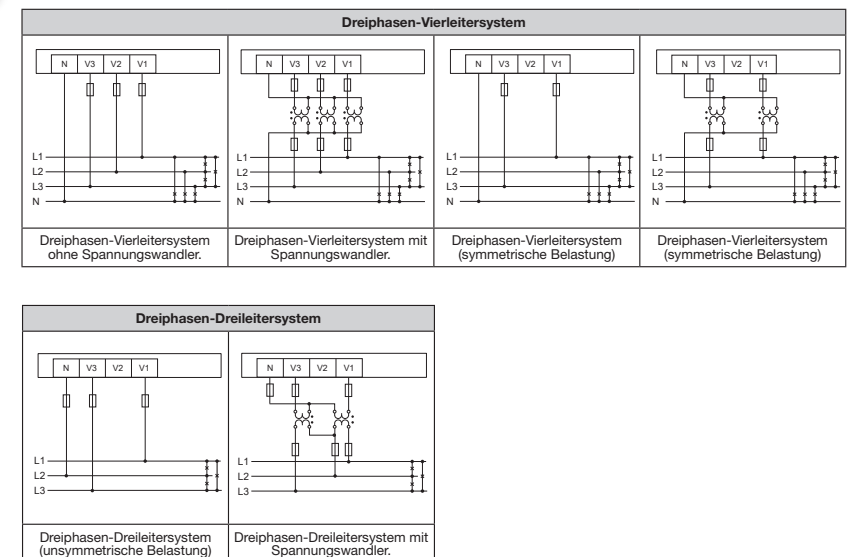 Dreiphasen-Vierleitersystem
N V3 V2 V1
L1
L2
L3
N
Dreiphasen-Vierleitersystem
ohne Spannungswandler.
N V3 V2 V1
L1
L2
L3
N
Dreiphasen-Vierleitersystem mit
Spannungswandler.
N V3 V2 V1
L1
L2
L3
N
Dreiphasen-Vierleitersystem
(symmetrische Belastung)
N V3 V2 V1
L1
L2
L3
N
Dreiphasen-Vierleitersystem
(symmetrische Belastung)
Dreiphasen-Dreileitersystem
N V3 V2 V1
L1
L2
L3
Dreiphasen-Dreileitersystem
(unsymmetrische Belastung)
N V3 V2 V1
L1
L2
L3
Dreiphasen-Dreileitersystem mit
Spannungswandler.